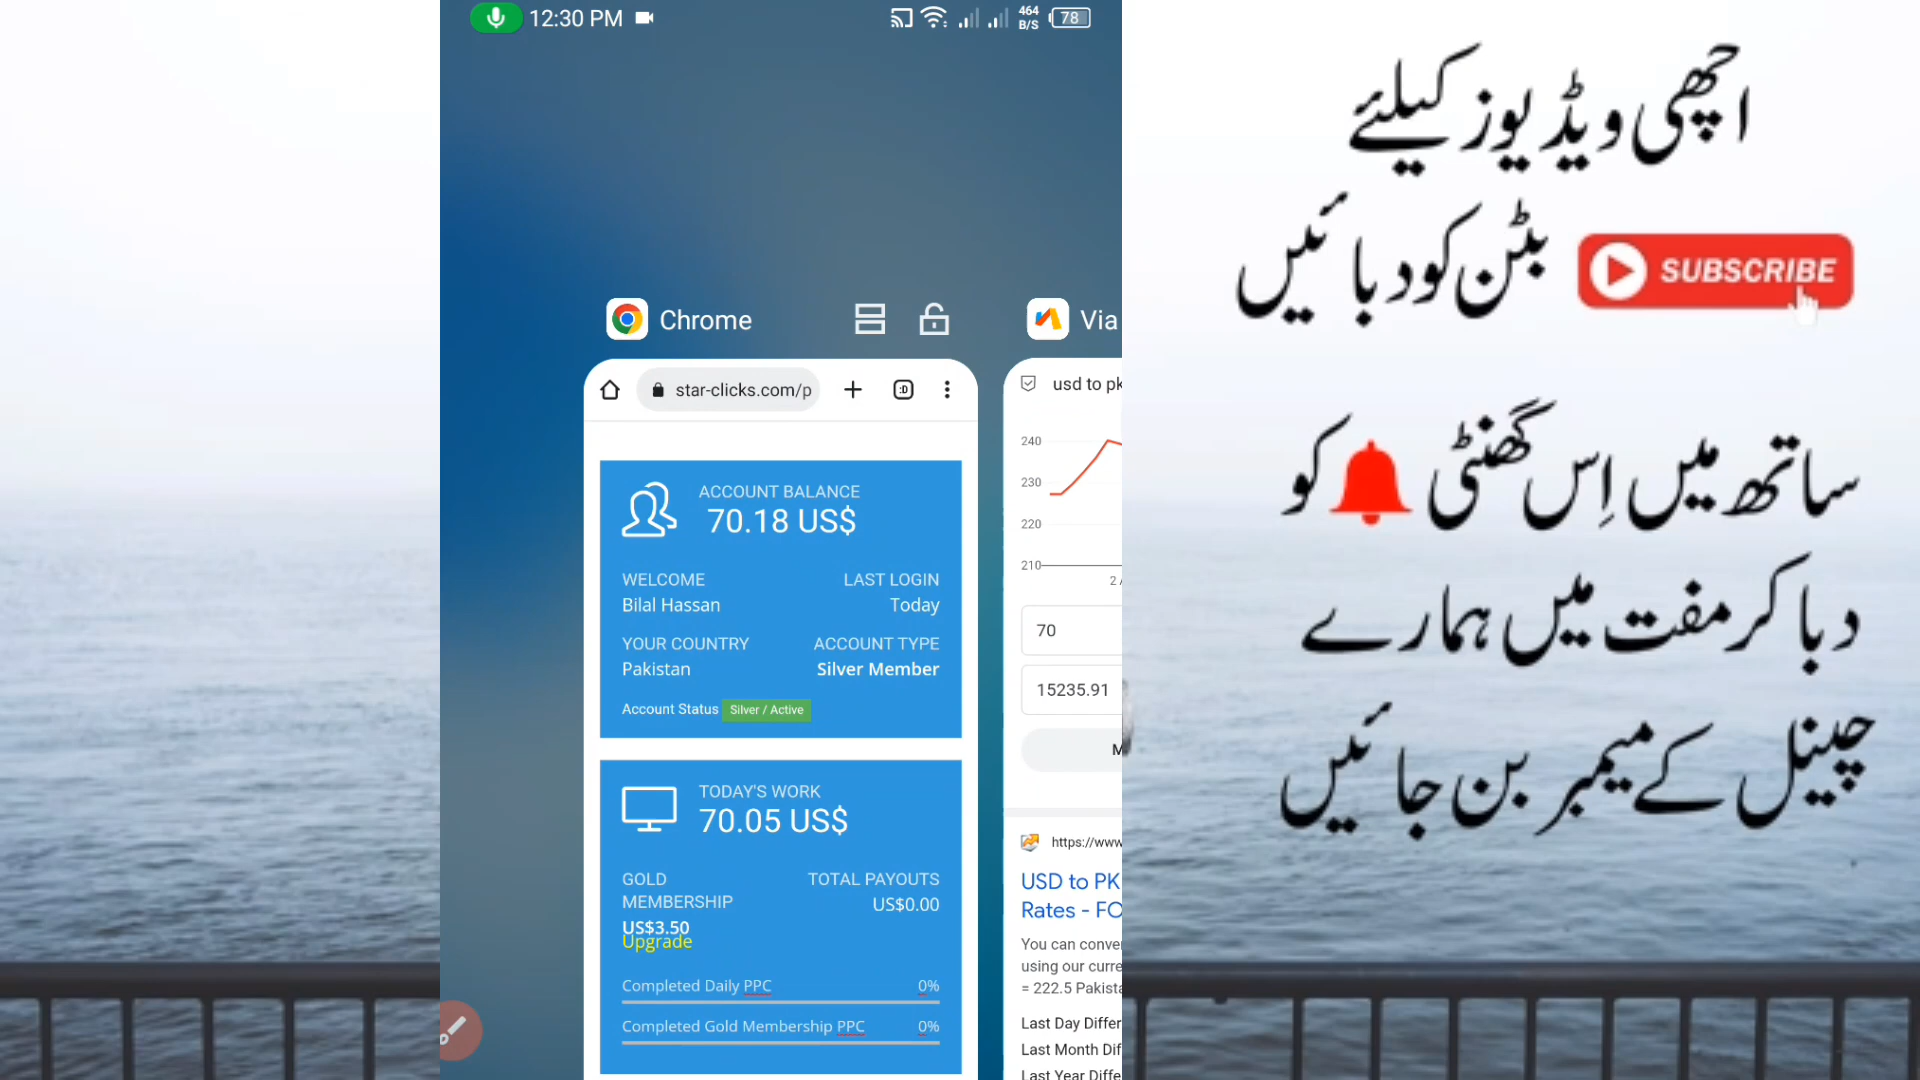 12:30 PM
464
B/S
78
Chrome
Via
star-clicks.com/p
:D
ACCOUNT BALANCE
70.18 US$
WELCOME
LAST LOGIN
Bilal Hassan
Today
YOUR COUNTRY
ACCOUNT TYPE
Pakistan
Silver Member
Account Status Silver / Active
TODAY'S WORK
70.05 US$
GOLD
MEMBERSHIP
TOTAL PAYOUTS
US$3.50
US$0.00
Upgrade
Completed Daily PPC 0%
Completed Gold Membership PPC 0%
usd to pk
240
230
220
210
2 /
70
15235.91
M
https://www
USD to PK
Rates - FO
You can conve
using our curre
= 222.5 Pakista
Last Day Differ
Last Month Dif
Last Year Diffe
اچھی ویڈیوز کیلئے
SUBSCRIBE بٹن کو دبائیں
ساتھ میں اِس گھنٹی کو
دبا کر مفت میں ہمارے
چینل کے میمبر بن جائیں